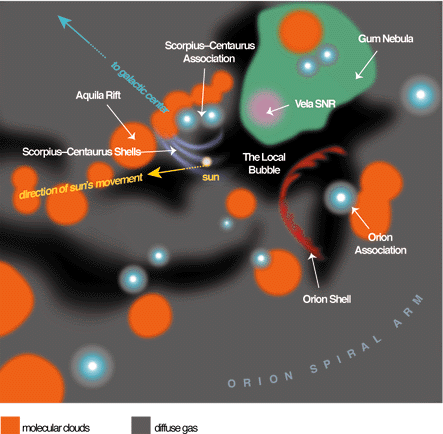 Scorpius–Centaurus
Association
Gum Nebula
to galactic center
Aquila Rift
Vela SNR
Scorpius–Centaurus Shells
The Local
Bubble
direction of sun's movement
sun
Orion
Association
Orion Shell
ORION SPIRAL ARM
molecular clouds
diffuse gas